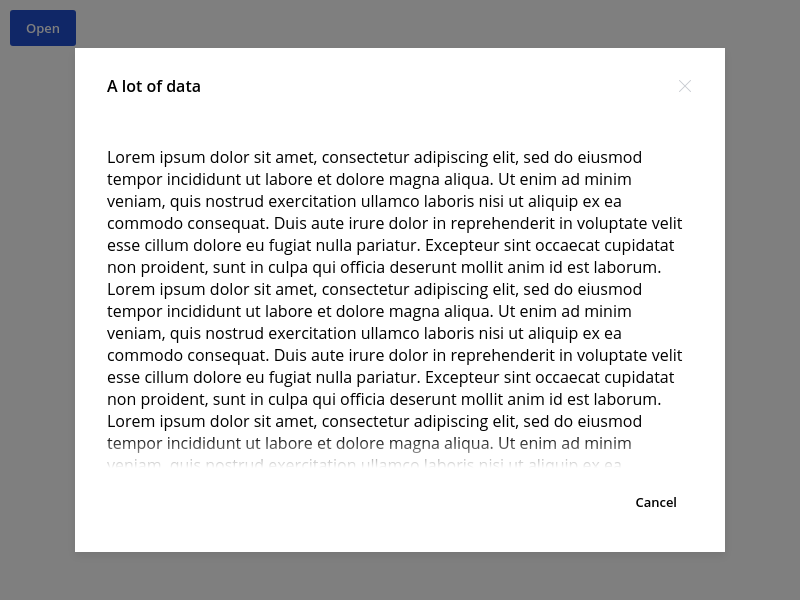 Open
A lot of data
Lorem ipsum dolor sit amet, consectetur adipiscing elit, sed do eiusmod
tempor incididunt ut labore et dolore magna aliqua. Ut enim ad minim
veniam, quis nostrud exercitation ullamco laboris nisi ut aliquip ex ea
commodo consequat. Duis aute irure dolor in reprehenderit in voluptate velit
esse cillum dolore eu fugiat nulla pariatur. Excepteur sint occaecat cupidatat
non proident, sunt in culpa qui officia deserunt mollit anim id est laborum.
Lorem ipsum dolor sit amet, consectetur adipiscing elit, sed do eiusmod
tempor incididunt ut labore et dolore magna aliqua. Ut enim ad minim
veniam, quis nostrud exercitation ullamco laboris nisi ut aliquip ex ea
commodo consequat. Duis aute irure dolor in reprehenderit in voluptate velit
esse cillum dolore eu fugiat nulla pariatur. Excepteur sint occaecat cupidatat
non proident, sunt in culpa qui officia deserunt mollit anim id est laborum.
Lorem ipsum dolor sit amet, consectetur adipiscing elit, sed do eiusmod
tempor incididunt ut labore et dolore magna aliqua. Ut enim ad minim
veniam, quis nostrud exercitation ullamco laboris nisi ut aliquip ex ea
Cancel